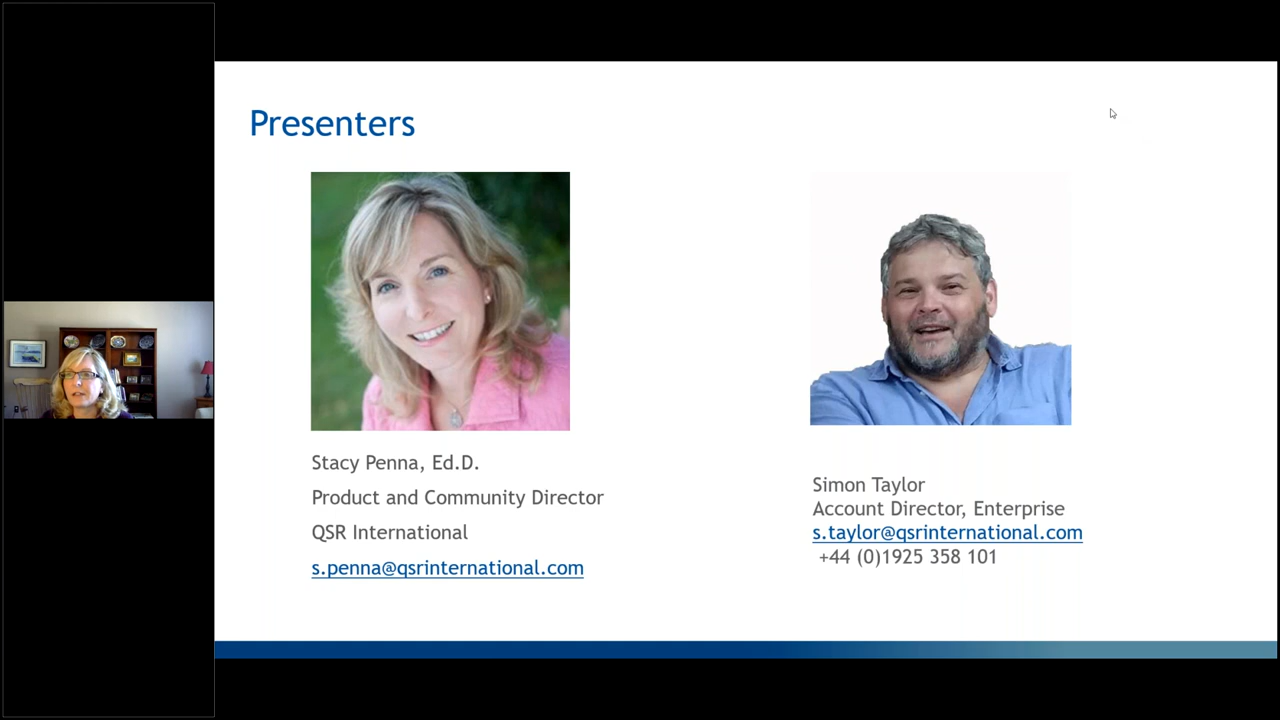 Presenters
Stacy Penna, Ed.D.
Product and Community Director
QSR International
s.penna@qsrinternational.com
Simon Taylor
Account Director, Enterprise
s.taylor@qsrinternational.com
+44 (0)1925 358 101